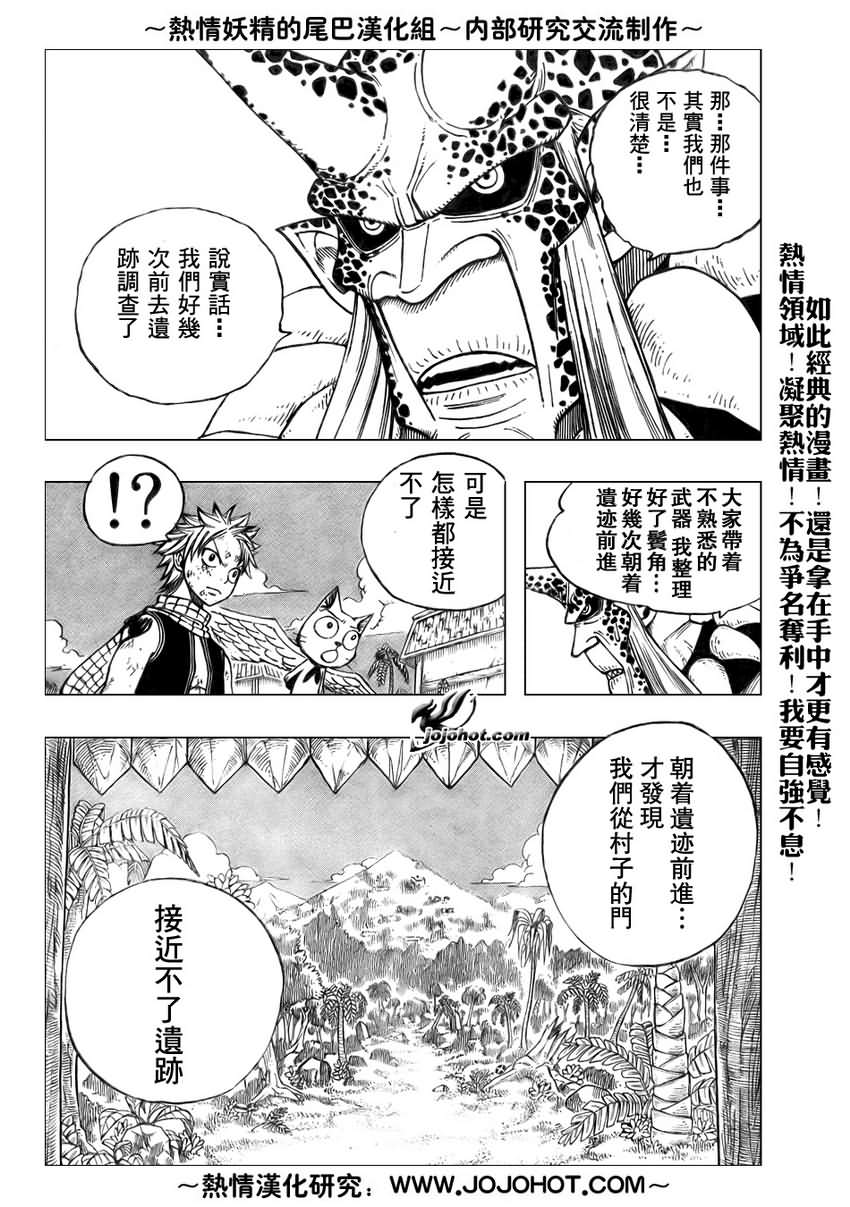 ～熱情妖精的尾巴漢化組～内部研究交流制作～
那…那件事…
其實我們也
不是…
很清楚…
說實話…
我們好幾
次前去遺
跡調查了
大家帶着
不熟悉的
武器 我整理
好了鬢角…
好幾次朝着
遺迹前進
可是
怎樣都接近
不了
!?
jojohot.com
朝着遺迹前進…
才發現
我們從村子的門
接近不了遺跡
如此經典的漫畫！還是拿在手中才更有感覺！
熱情領域！凝聚熱情！不為爭名奪利！我要自強不息！
～熱情漢化研究：WWW.JOJOHOT.COM～